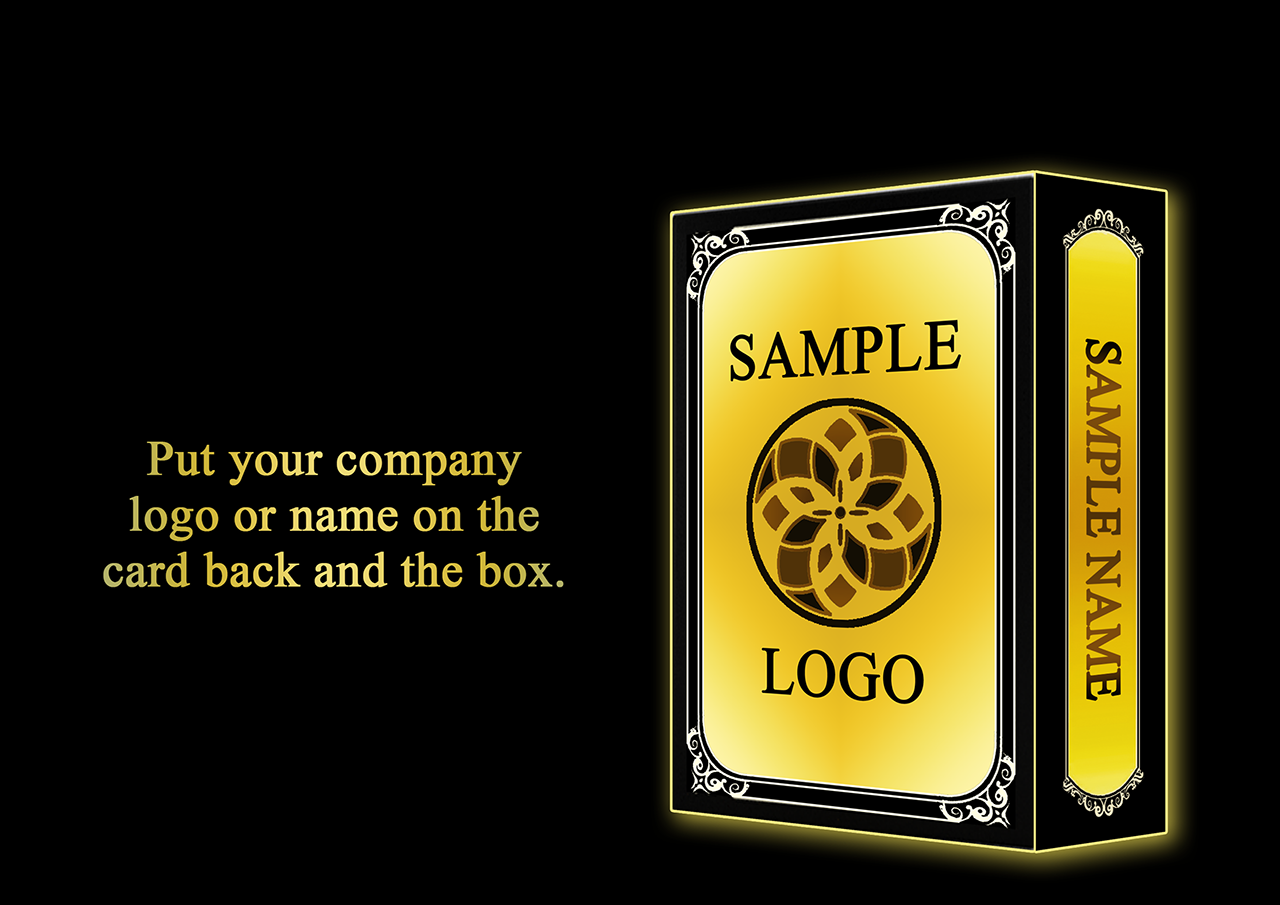 Put your company
logo or name on the
card back and the box.
SAMPLE
LOGO
SAMPLE NAME